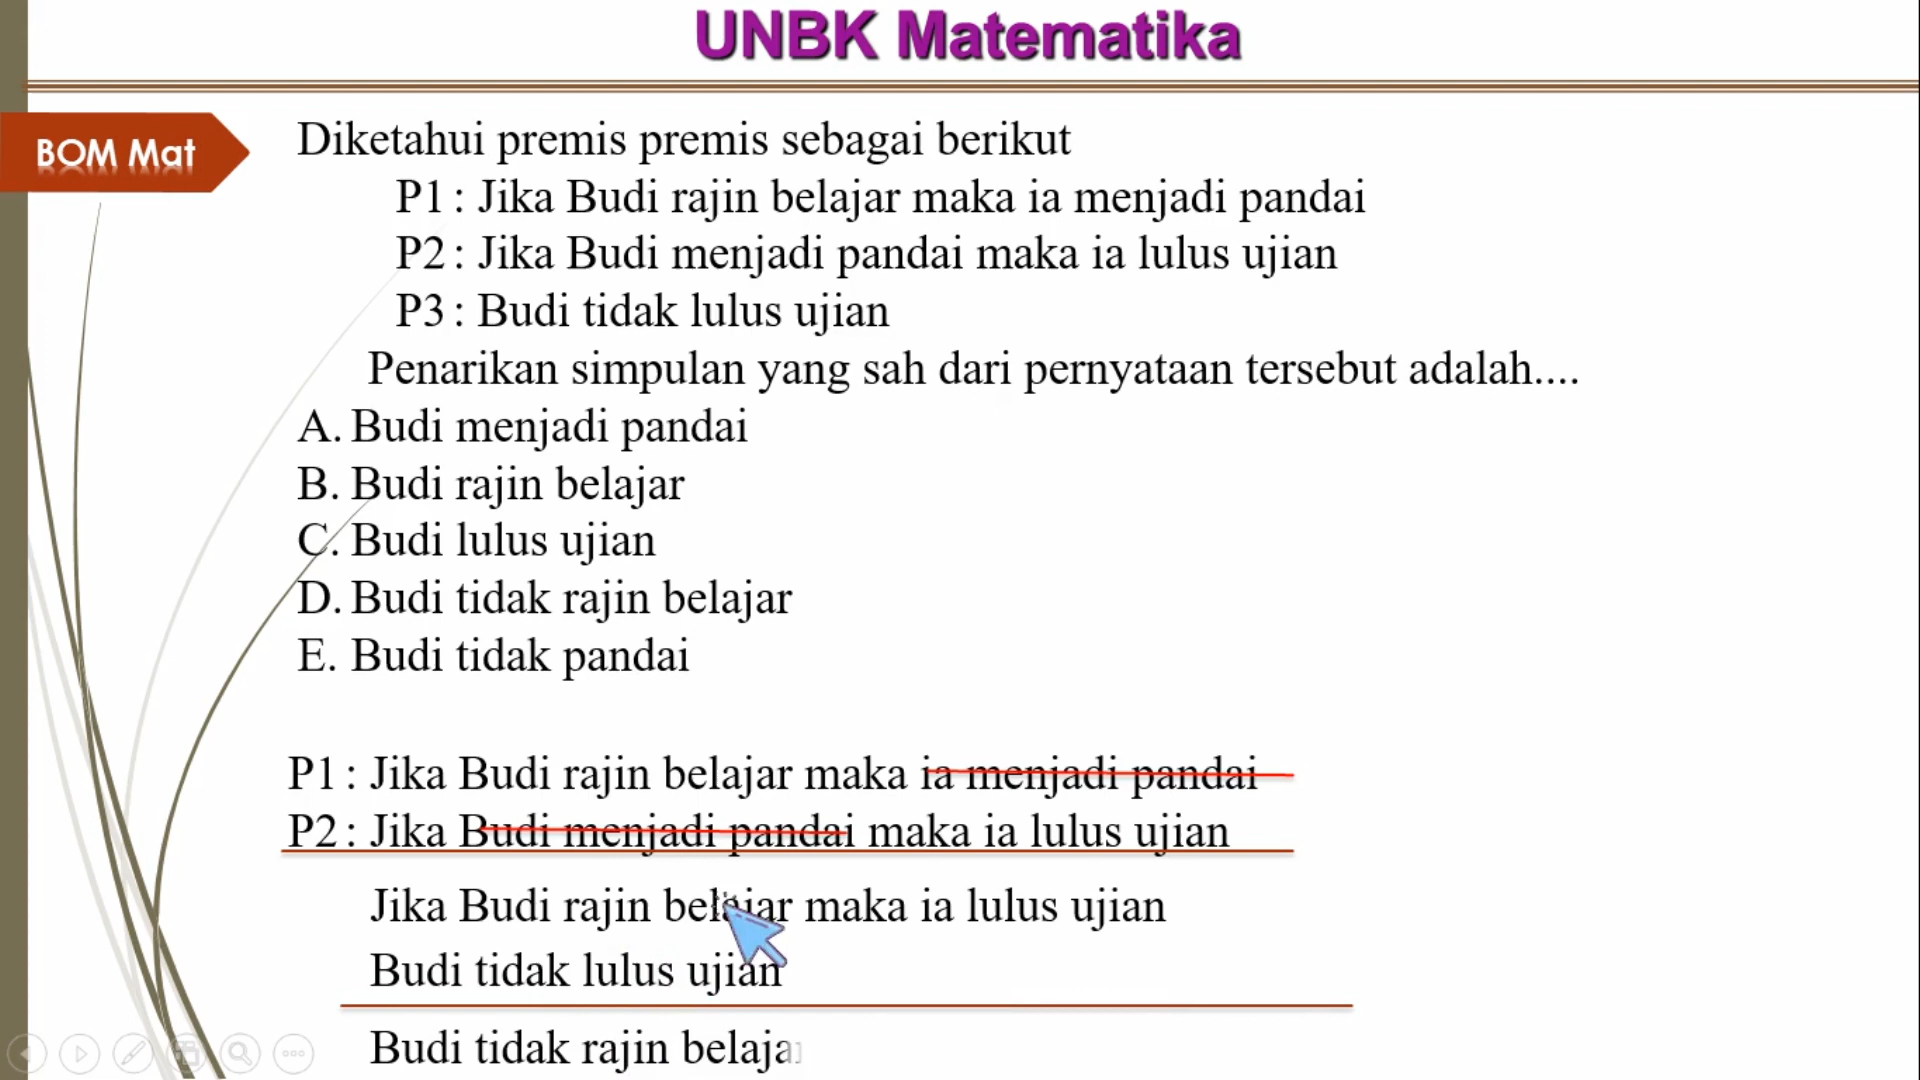 UNBK Matematika
BOM Mat
Diketahui premis premis sebagai berikut
P1 : Jika Budi rajin belajar maka ia menjadi pandai
P2 : Jika Budi menjadi pandai maka ia lulus ujian
P3 : Budi tidak lulus ujian
Penarikan simpulan yang sah dari pernyataan tersebut adalah....
A. Budi menjadi pandai
B. Budi rajin belajar
C. Budi lulus ujian
D. Budi tidak rajin belajar
E. Budi tidak pandai
P1 : Jika Budi rajin belajar maka ia menjadi pandai
P2 : Jika Budi menjadi pandai maka ia lulus ujian
Jika Budi rajin belajar maka ia lulus ujian
Budi tidak lulus ujian
Budi tidak rajin belajar